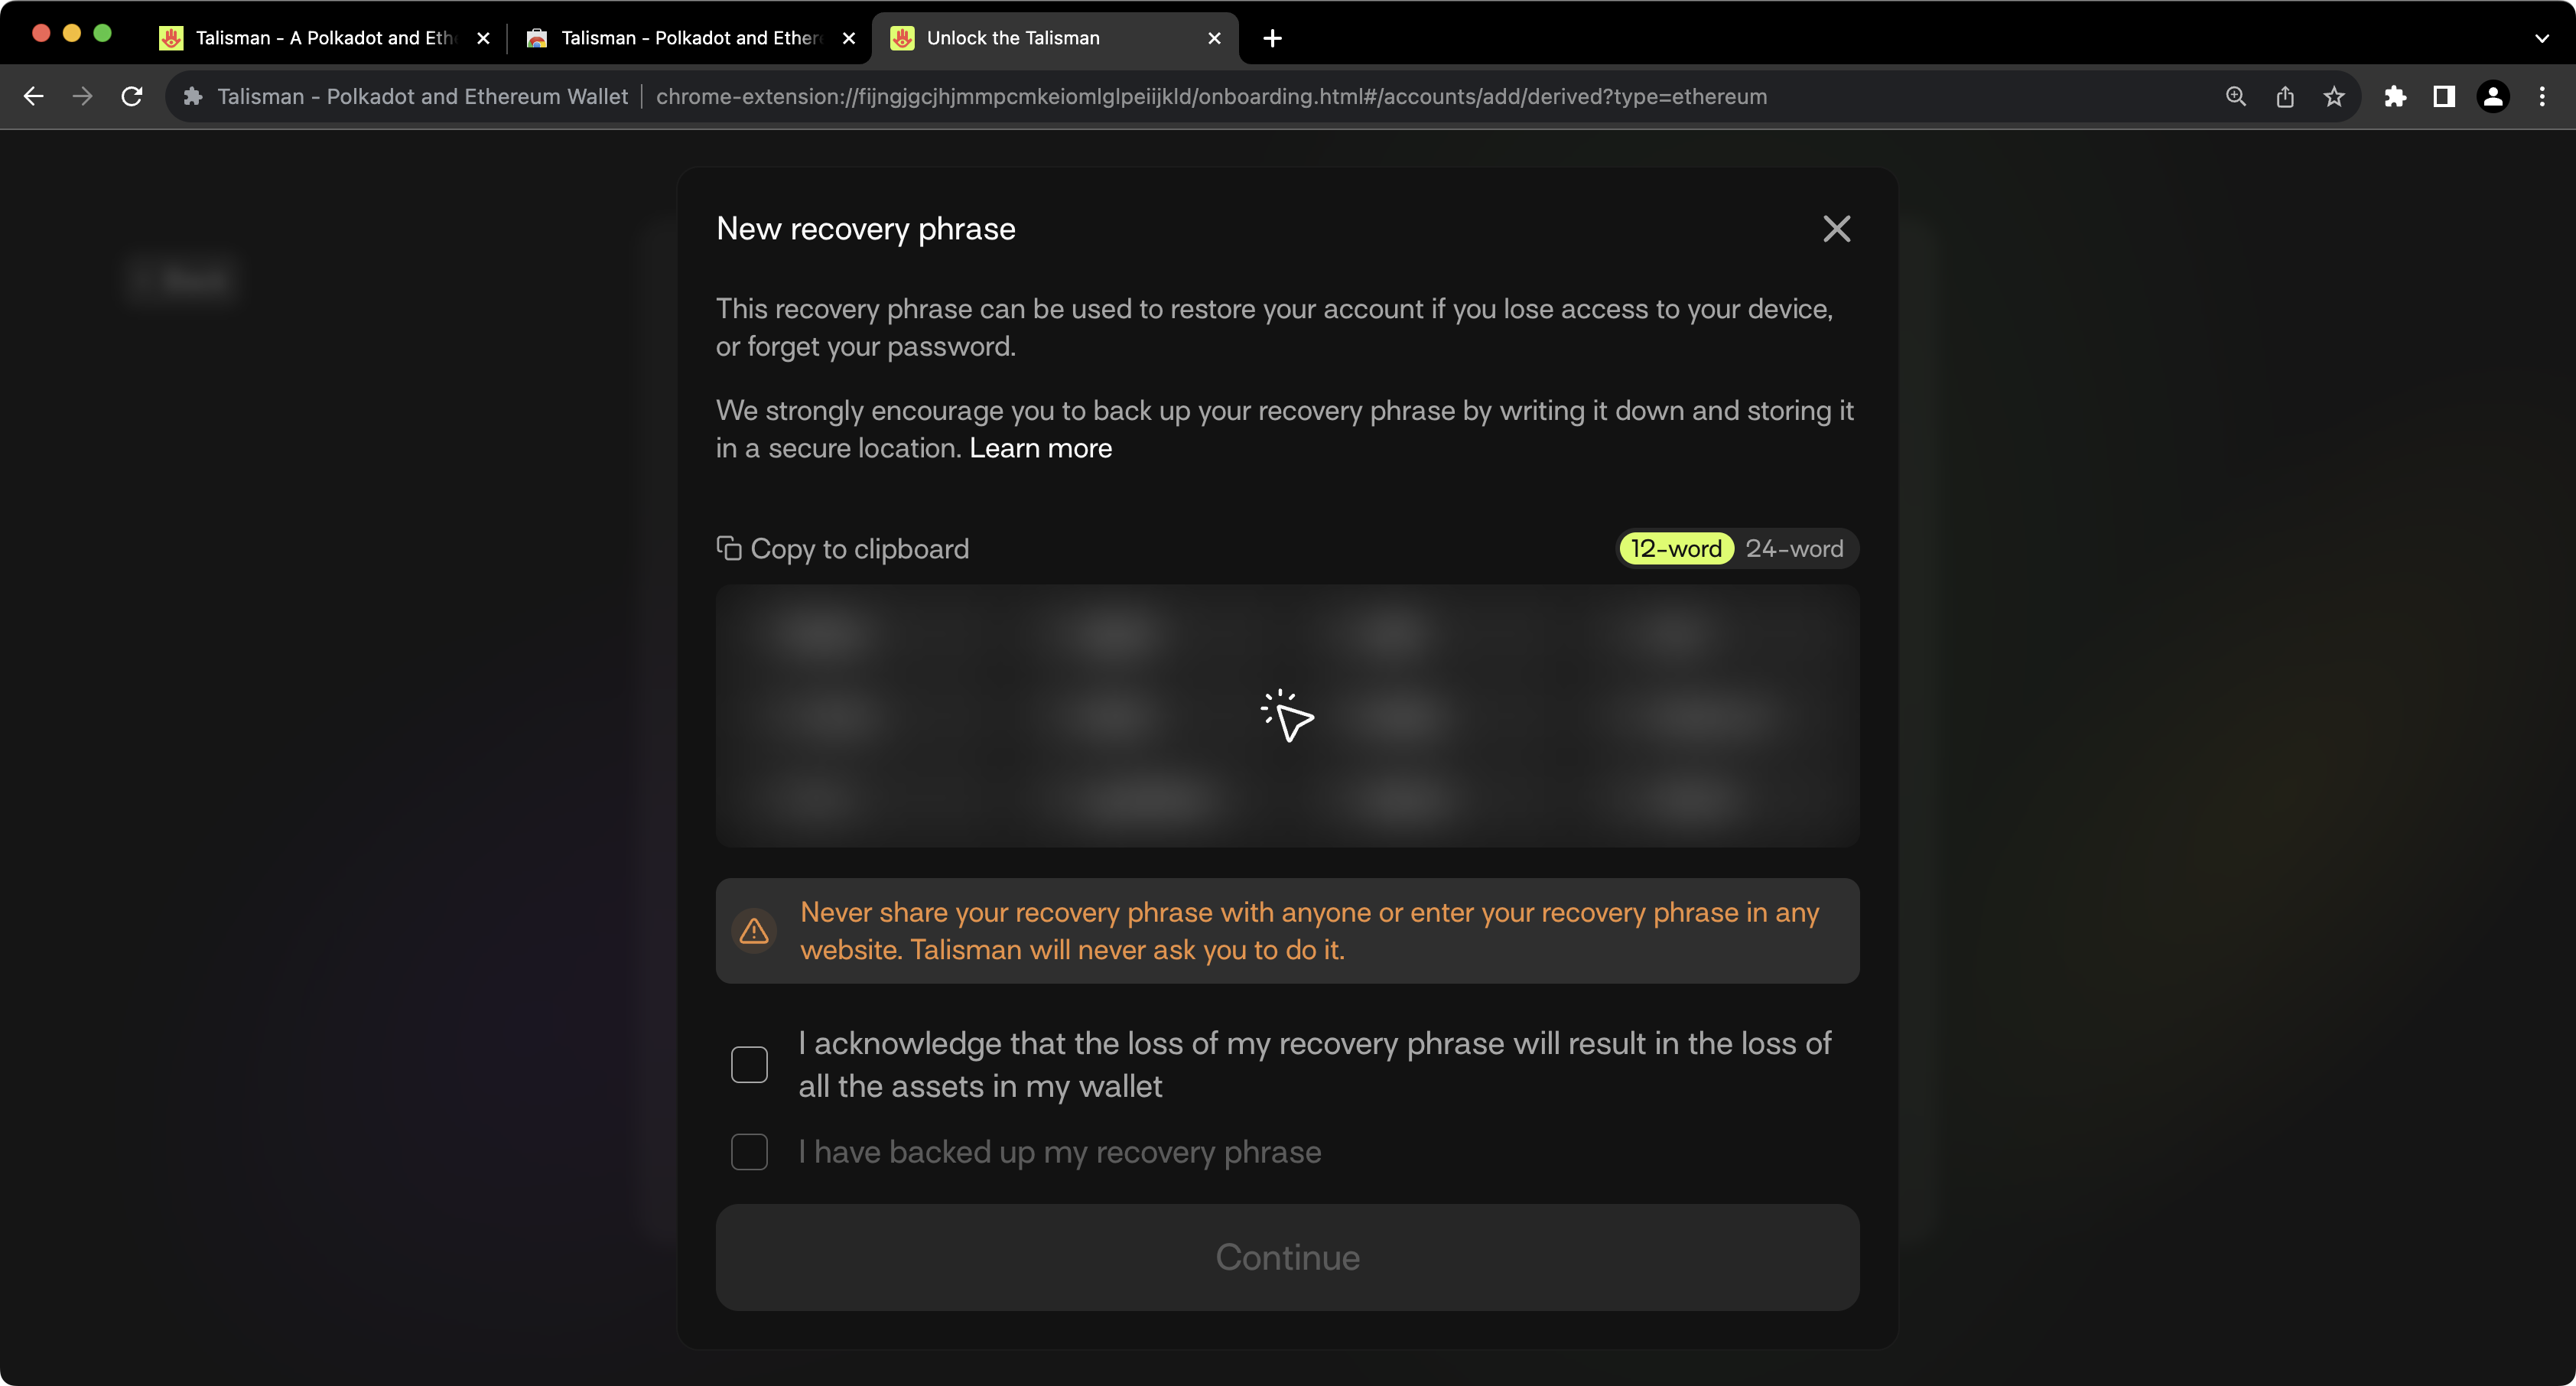 Talisman - A Polkadot and Eth
Talisman - Polkadot and Ether
Unlock the Talisman
Talisman - Polkadot and Ethereum Wallet
chrome-extension://fijngjgcjhjmmpcmkeiomlglpeiijkld/onboarding.html#/accounts/add/derived?type=ethereum
New recovery phrase
This recovery phrase can be used to restore your account if you lose access to your device,
or forget your password.
We strongly encourage you to back up your recovery phrase by writing it down and storing it
in a secure location. Learn more
Copy to clipboard
12-word 24-word
Never share your recovery phrase with anyone or enter your recovery phrase in any
website. Talisman will never ask you to do it.
I acknowledge that the loss of my recovery phrase will result in the loss of
all the assets in my wallet
I have backed up my recovery phrase
Continue